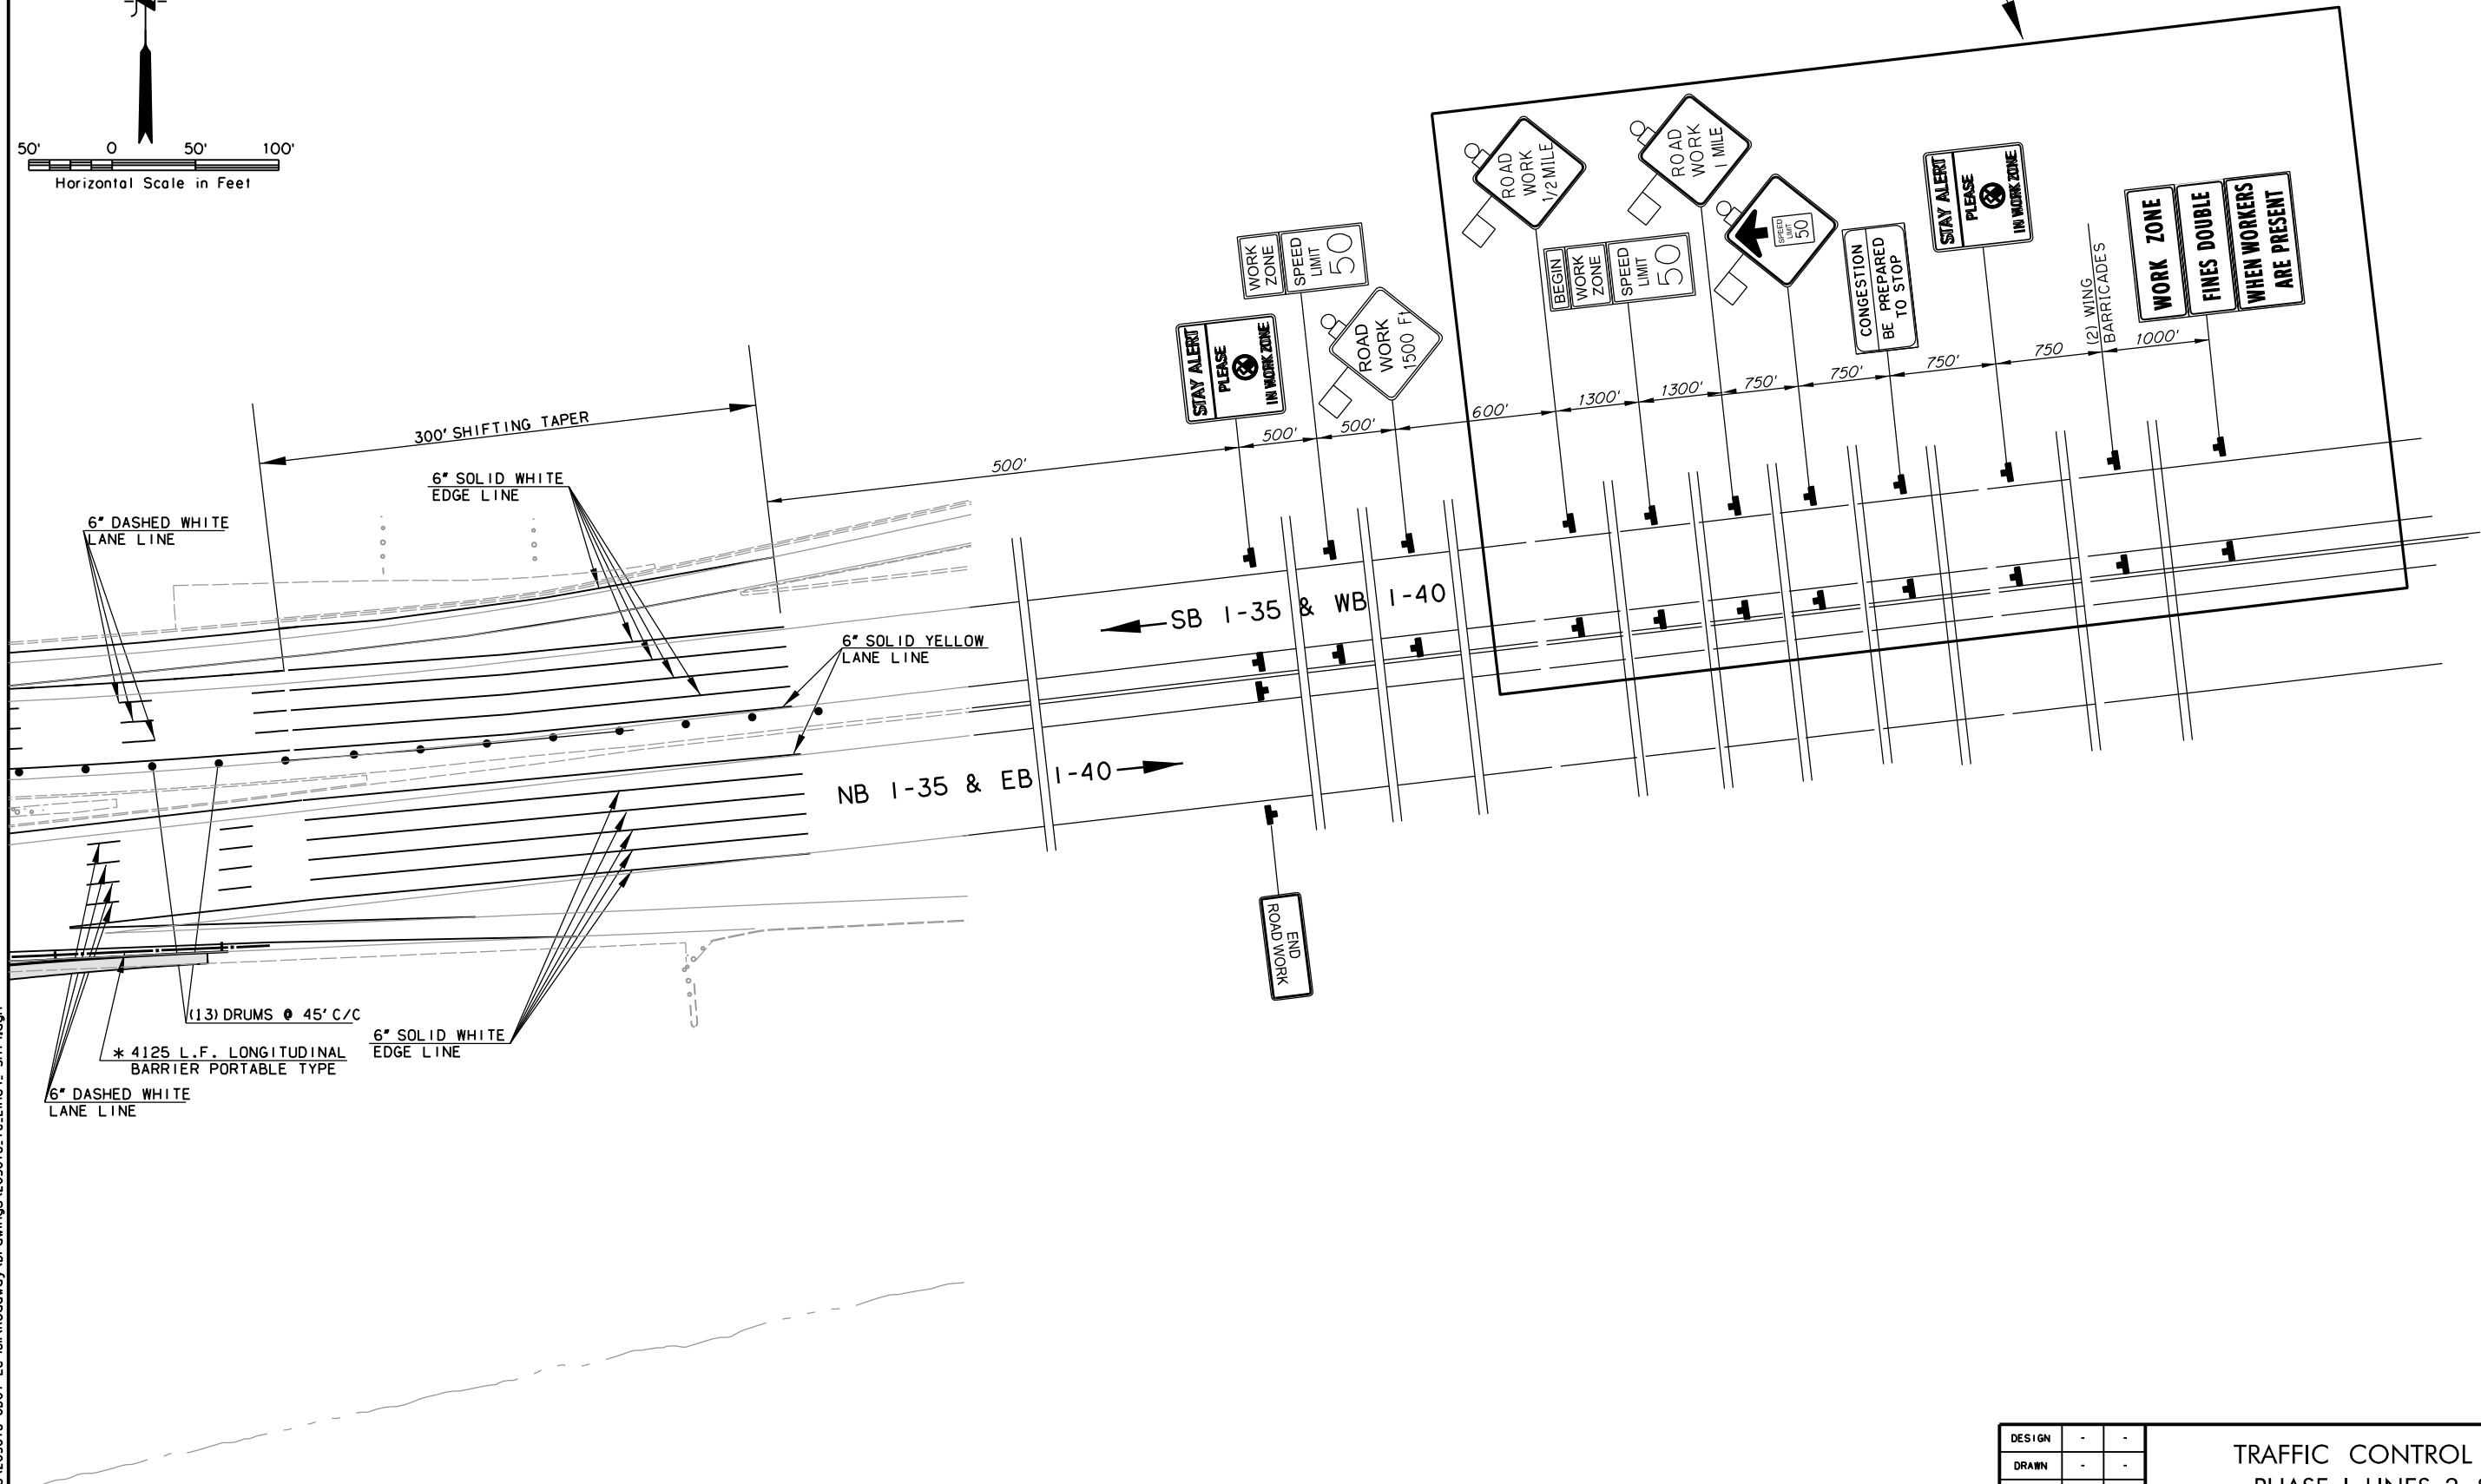 N
50' 0 50' 100'
Horizontal Scale in Feet
300' SHIFTING TAPER
6" SOLID WHITE
EDGE LINE
6" DASHED WHITE
LANE LINE
6" SOLID YELLOW
LANE LINE
500'
500'
500'
600'
1300'
1300'
750'
750'
750'
750
1000'
STAY ALERT
PLEASE
IN WORK ZONE
WORK
ZONE
SPEED
LIMIT
50
ROAD
WORK
1500 Ft
ROAD
WORK
1/2 MILE
BEGIN
WORK
ZONE
SPEED
LIMIT
50
ROAD
WORK
1 MILE
SPEED
LIMIT
50
CONGESTION
BE PREPARED
TO STOP
STAY ALERT
PLEASE
IN WORK ZONE
(2) WING
BARRICADES
WORK ZONE
FINES DOUBLE
WHEN WORKERS
ARE PRESENT
SB I-35 & WB I-40
NB I-35 & EB I-40
END
ROAD WORK
(13) DRUMS @ 45' C/C
* 4125 L.F. LONGITUDINAL
BARRIER PORTABLE TYPE
6" DASHED WHITE
LANE LINE
6" SOLID WHITE
EDGE LINE
DESIGN - -
DRAWN - -
TRAFFIC CONTROL